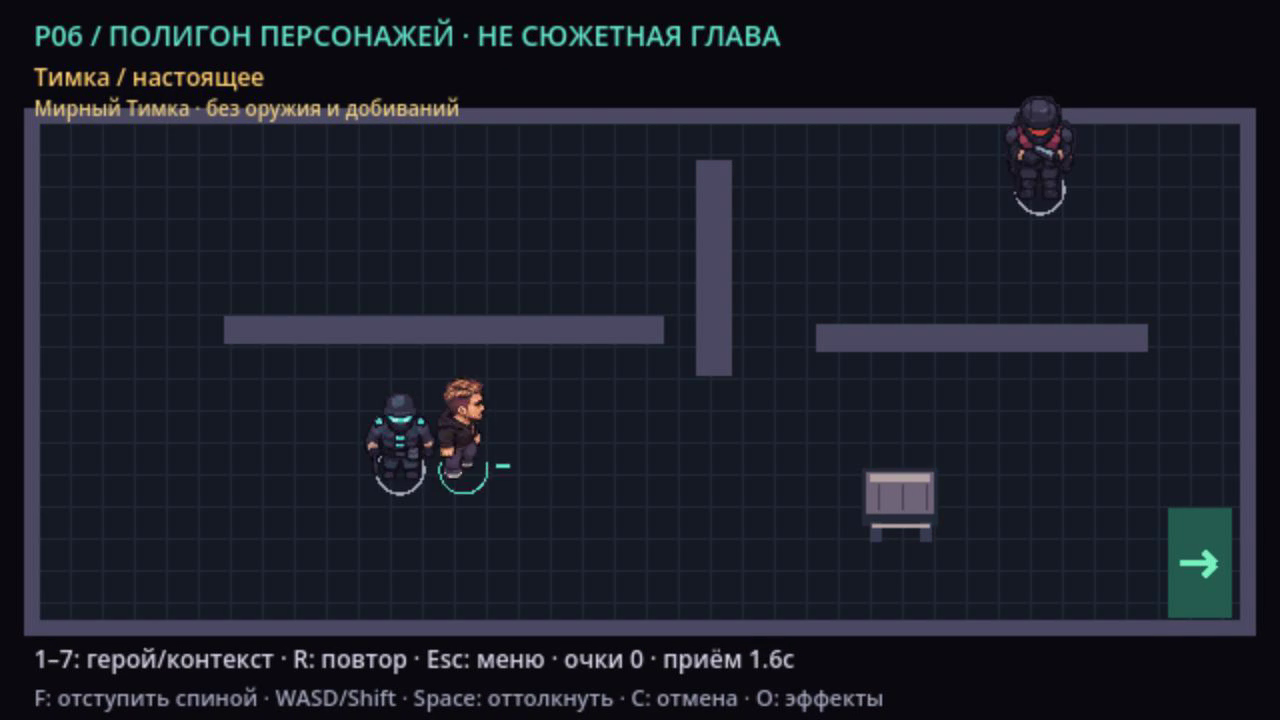 P06 / ПОЛИГОН ПЕРСОНАЖЕЙ · НЕ СЮЖЕТНАЯ ГЛАВА
Тимка / настоящее
Мирный Тимка · без оружия и добиваний
1–7: герой/контекст · R: повтор · Esc: меню · очки 0 · приём 1.6с
F: отступить спиной · WASD/Shift · Space: оттолкнуть · C: отмена · O: эффекты